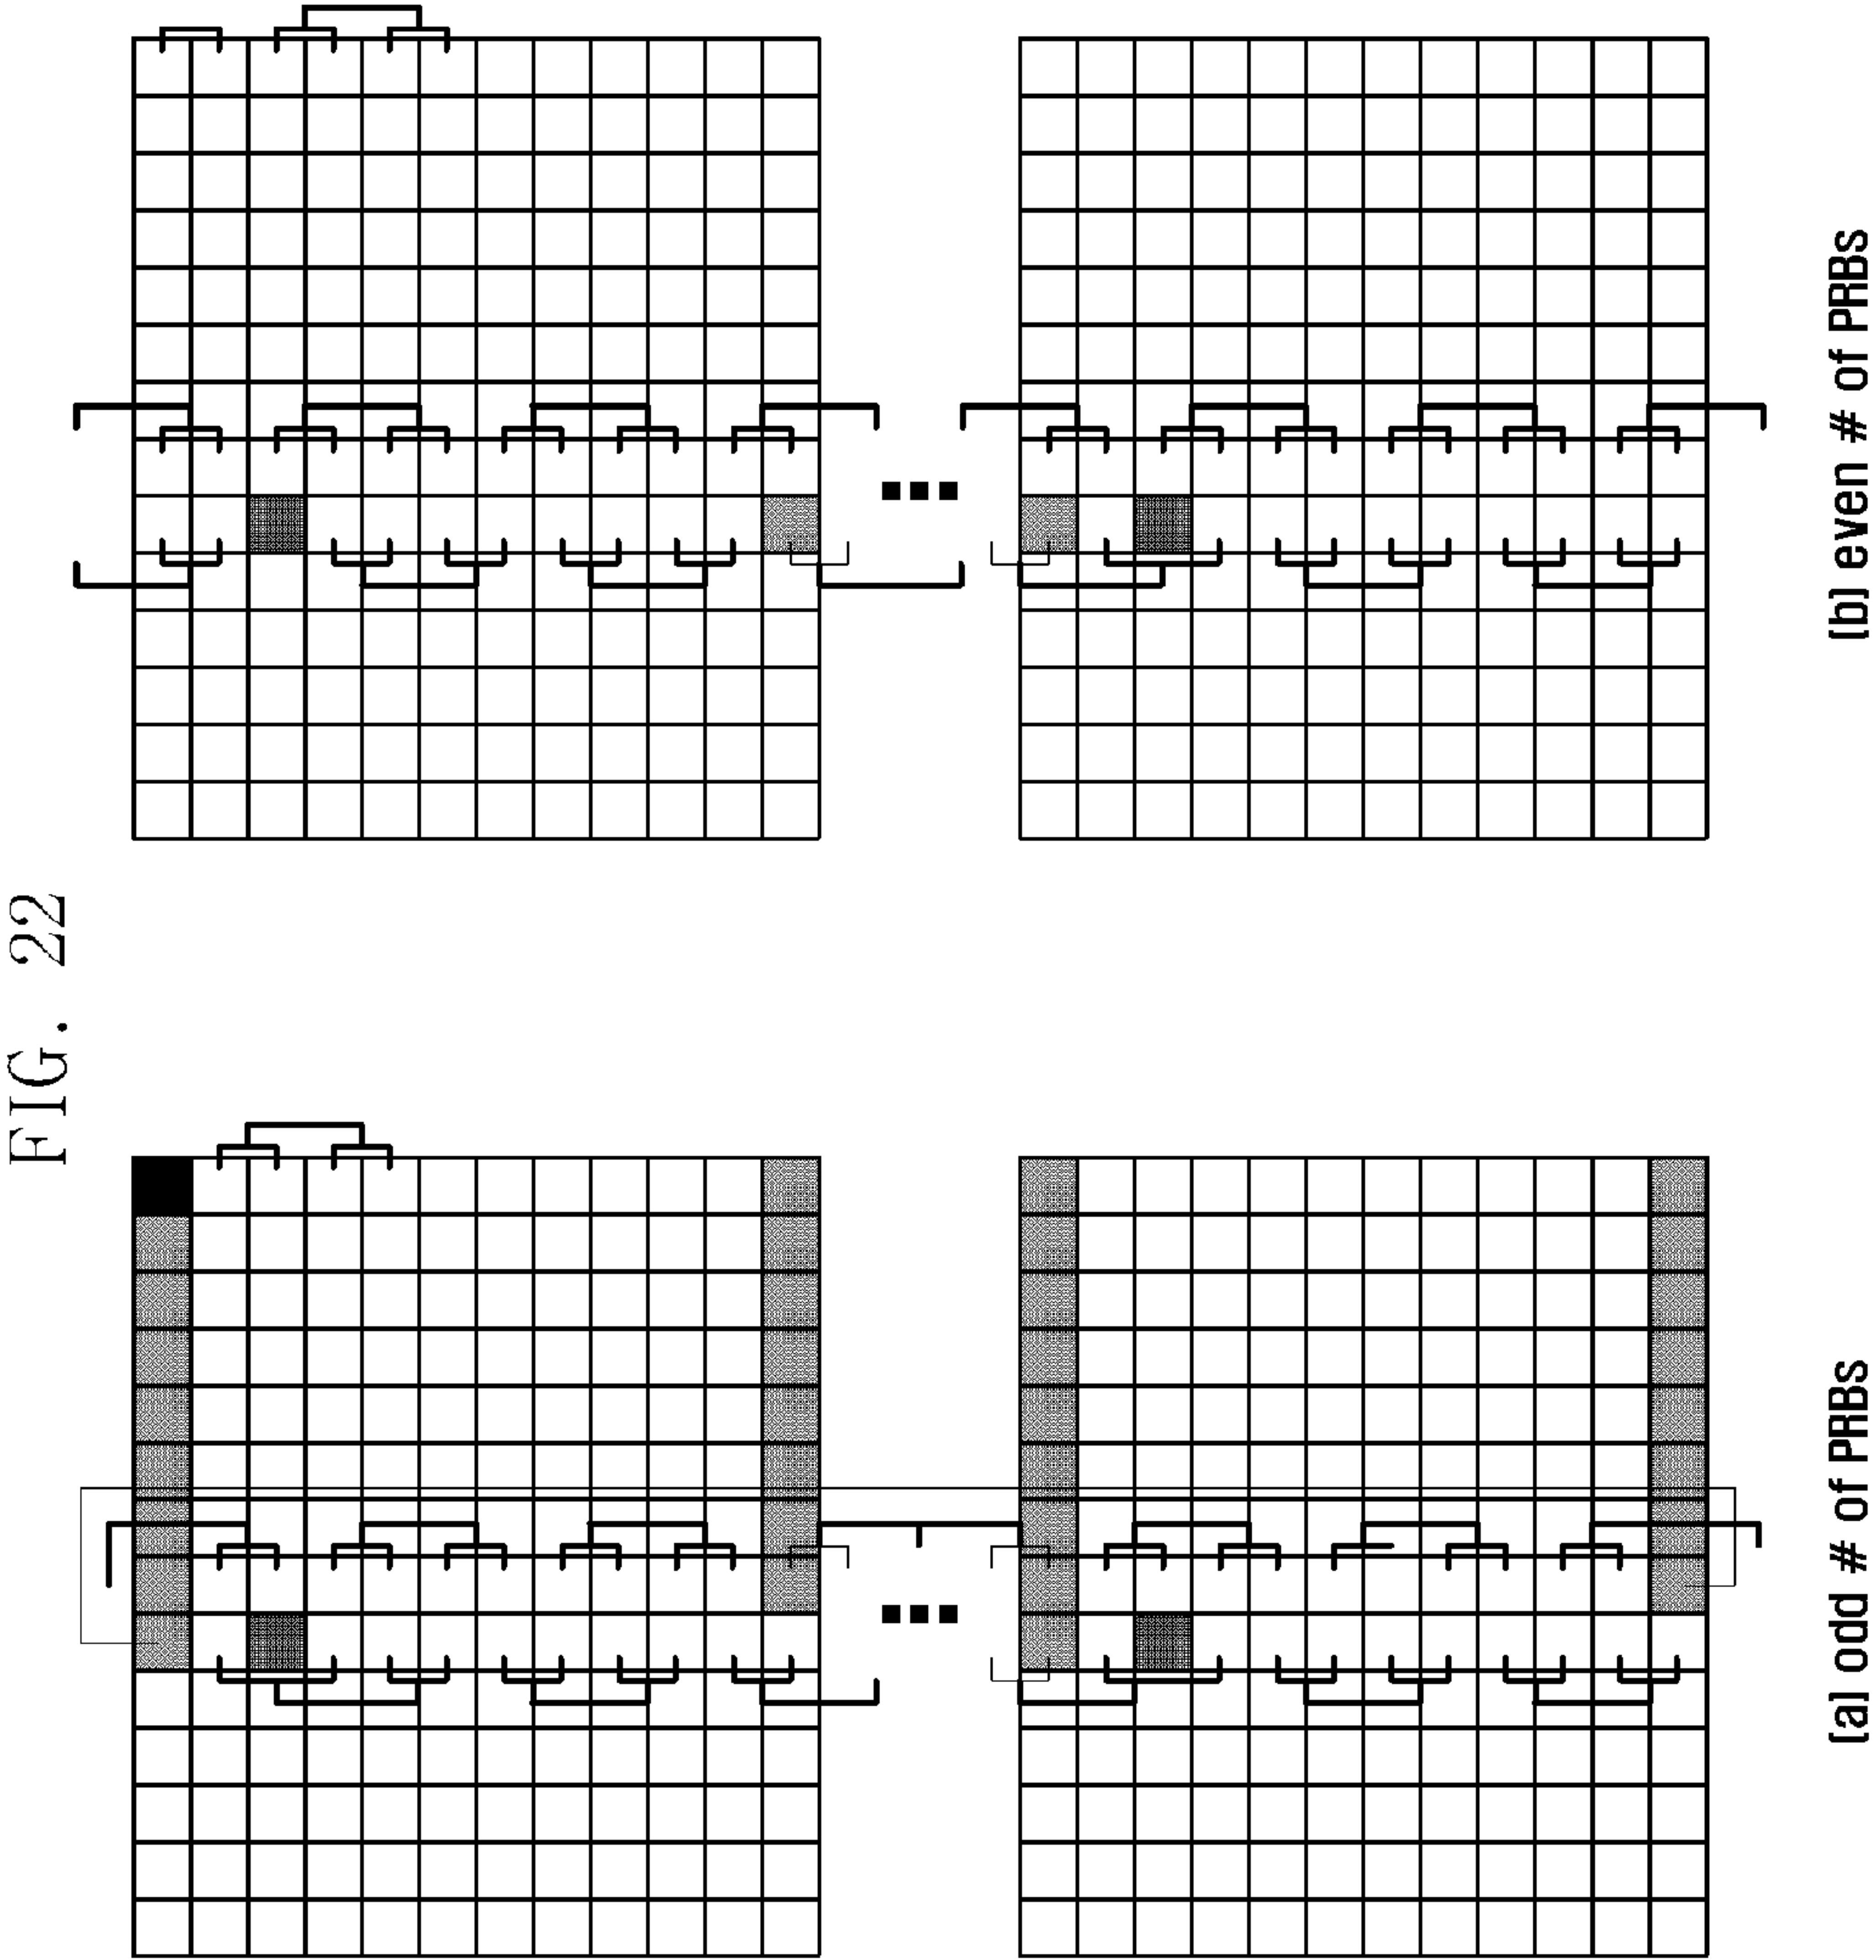 FIG. 22
(a) odd # of PRBs
(b) even # of PRBs